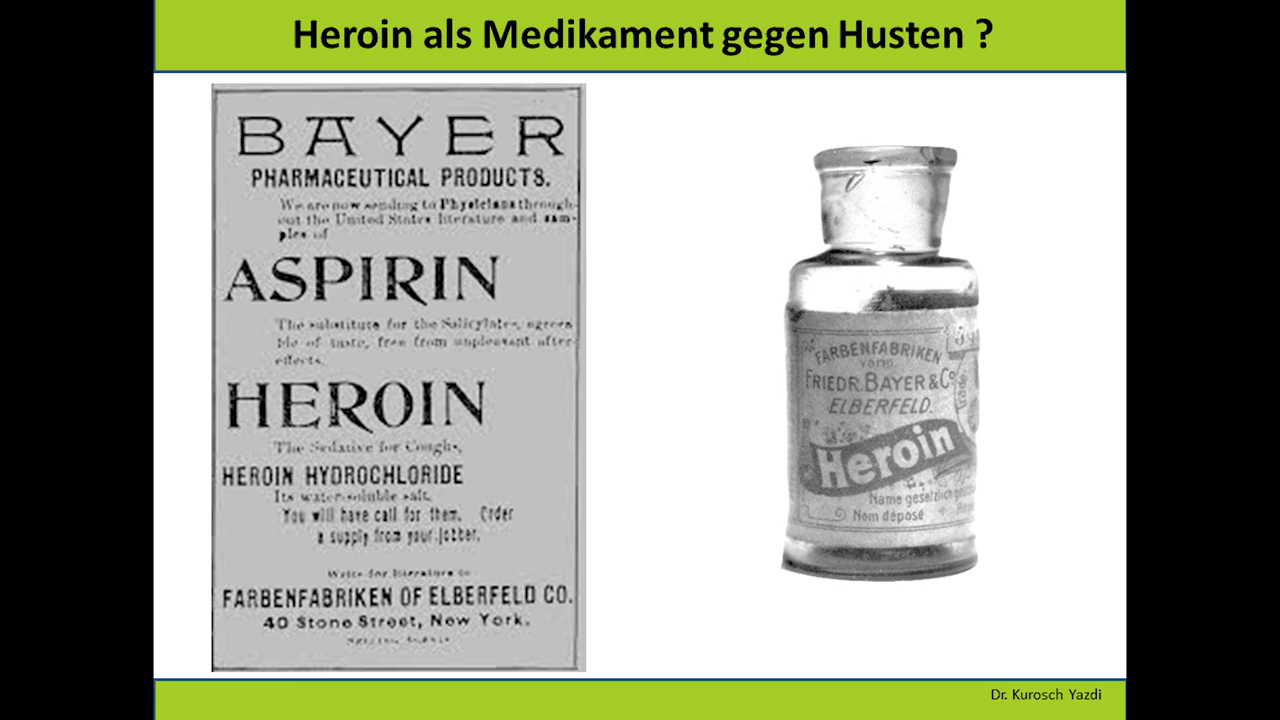 Heroin als Medikament gegen Husten ?
BAYER
PHARMACEUTICAL PRODUCTS.
We are now sending to Physicians through-
out the United States literature and sam-
ples of
ASPIRIN
The substitute for the Salicylates, agreea-
ble of taste, free from unpleasant after-
effects.
HEROIN
The Sedative for Coughs,
HEROIN HYDROCHLORIDE
Its water-soluble salt.
You will have call for them. Order
a supply from your jobber.
Write for literature to
FARBENFABRIKEN OF ELBERFELD CO.
40 Stone Street, New York.
FARBENFABRIKEN
vorm.
FRIEDR. BAYER & Co
ELBERFELD.
Trade
Heroin
Name gesetzlich
Nom déposé
Dr. Kurosch Yazdi